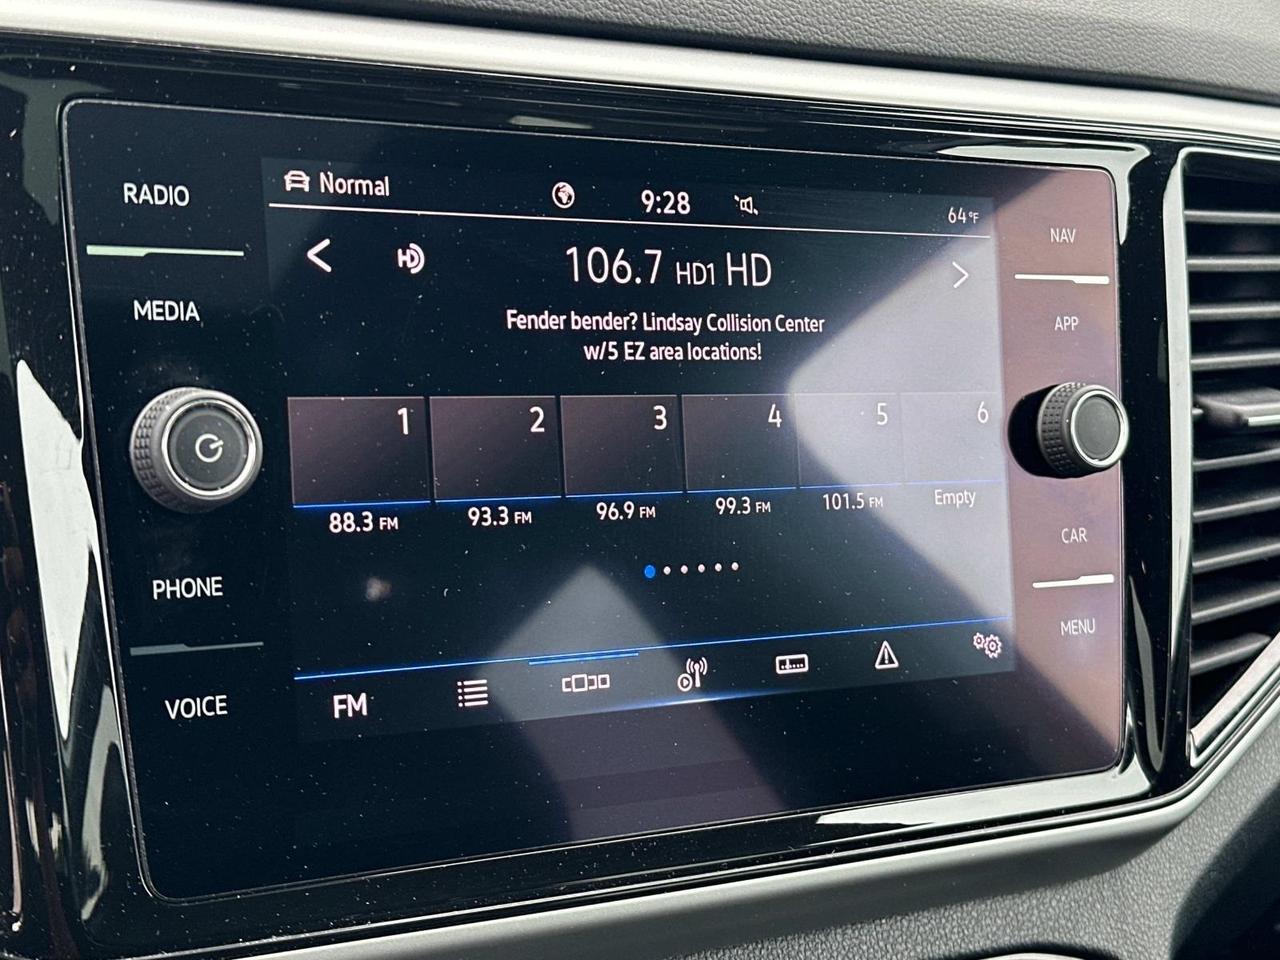 RADIO
MEDIA
PHONE
VOICE
Normal
9:28
64°F
HD
106.7 HD1 HD
Fender bender? Lindsay Collision Center
w/5 EZ area locations!
1 2 3 4 5 6
88.3 FM 93.3 FM 96.9 FM 99.3 FM 101.5 FM Empty
FM
NAV
APP
CAR
MENU